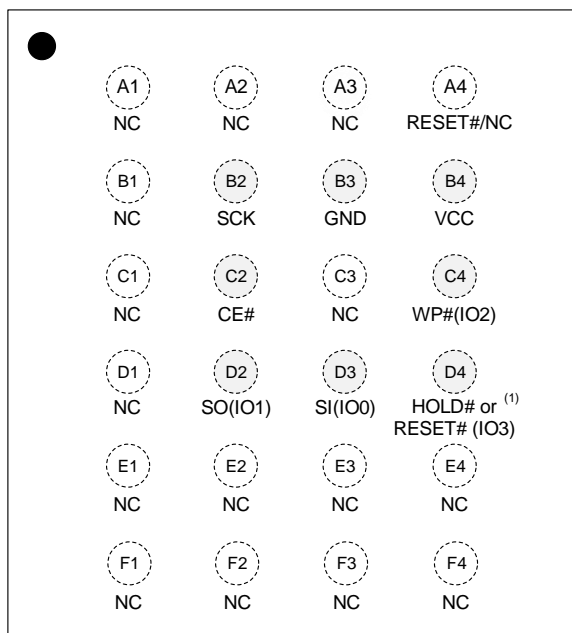 A1 A2 A3 A4
NC NC NC RESET#/NC
B1 B2 B3 B4
NC SCK GND VCC
C1 C2 C3 C4
NC CE# NC WP#(IO2)
D1 D2 D3 D4
NC SO(IO1) SI(IO0) HOLD# or (1)
RESET# (IO3)
E1 E2 E3 E4
NC NC NC NC
F1 F2 F3 F4
NC NC NC NC